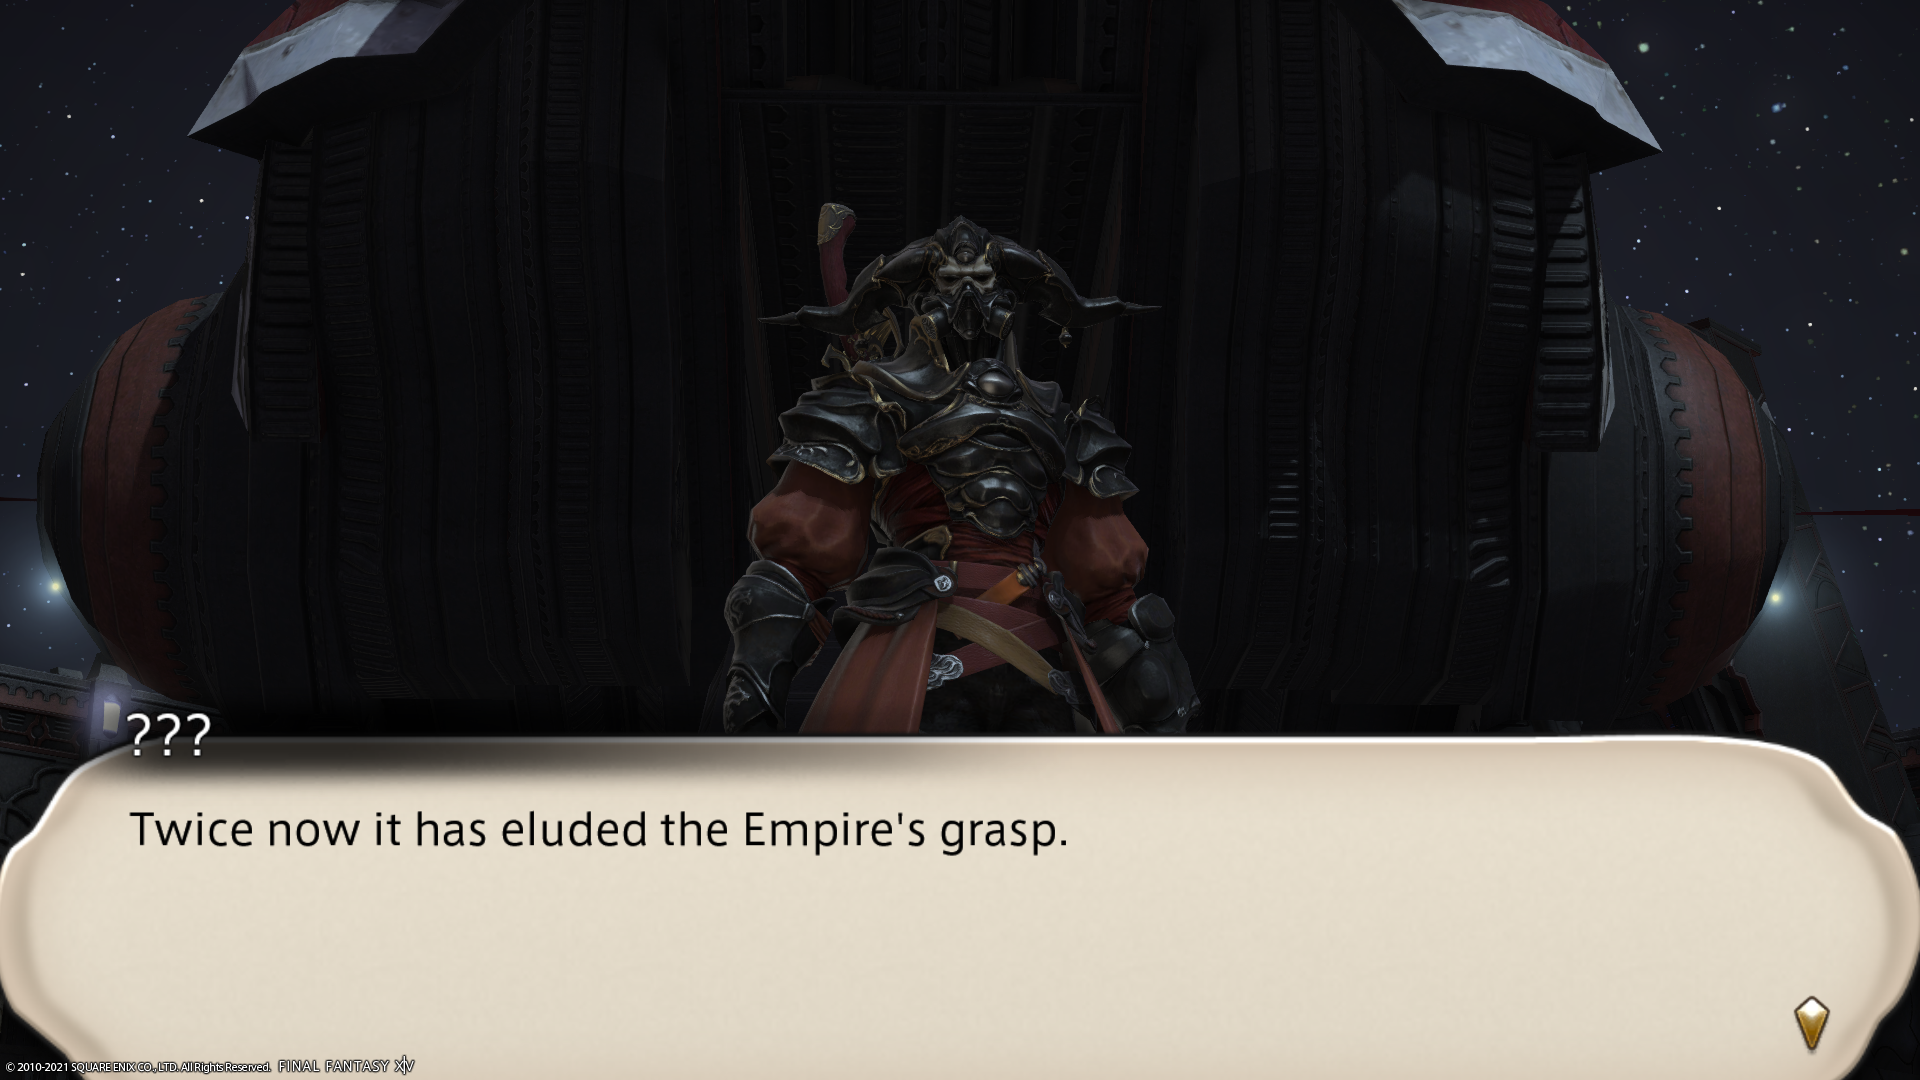 ???
Twice now it has eluded the Empire's grasp.
© 2010-2021 SQUARE ENIX CO., LTD. All Rights Reserved. FINAL FANTASY XIV